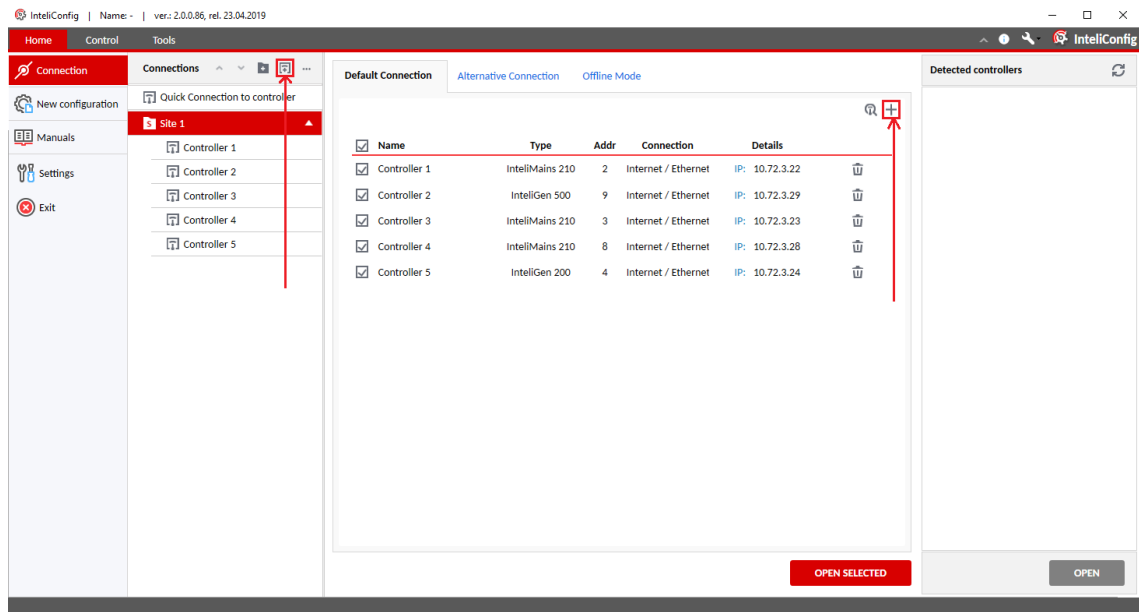 InteliConfig | Name: - | ver.: 2.0.0.86, rel. 23.04.2019
Home Control Tools
InteliConfig
Connection
New configuration
Manuals
Settings
Exit
Connections
Quick Connection to controller
S Site 1
Controller 1
Controller 2
Controller 3
Controller 4
Controller 5
Default Connection Alternative Connection Offline Mode
Name Type Addr Connection Details
Controller 1 InteliMains 210 2 Internet / Ethernet IP: 10.72.3.22
Controller 2 InteliGen 500 9 Internet / Ethernet IP: 10.72.3.29
Controller 3 InteliMains 210 3 Internet / Ethernet IP: 10.72.3.23
Controller 4 InteliMains 210 8 Internet / Ethernet IP: 10.72.3.28
Controller 5 InteliGen 200 4 Internet / Ethernet IP: 10.72.3.24
OPEN SELECTED
Detected controllers
OPEN